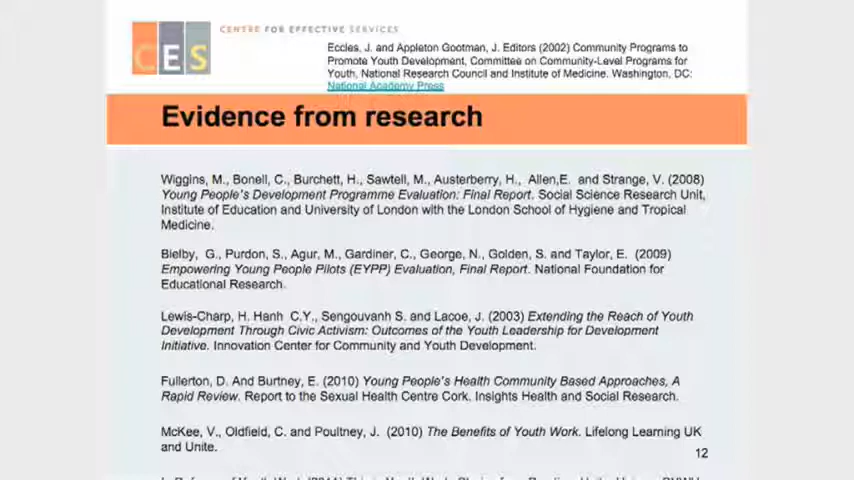 CENTRE FOR EFFECTIVE SERVICES
CES
Eccles, J. and Appleton Gootman, J. Editors (2002) Community Programs to
Promote Youth Development, Committee on Community-Level Programs for
Youth, National Research Council and Institute of Medicine. Washington, DC:
National Academy Press
Evidence from research
Wiggins, M., Bonell, C., Burchett, H., Sawtell, M., Austerberry, H., Allen,E. and Strange, V. (2008)
Young People's Development Programme Evaluation: Final Report. Social Science Research Unit,
Institute of Education and University of London with the London School of Hygiene and Tropical
Medicine.
Bielby, G., Purdon, S., Agur, M., Gardiner, C., George, N., Golden, S. and Taylor, E. (2009)
Empowering Young People Pilots (EYPP) Evaluation, Final Report. National Foundation for
Educational Research.
Lewis-Charp, H. Hanh C.Y., Sengouvanh S. and Lacoe, J. (2003) Extending the Reach of Youth
Development Through Civic Activism: Outcomes of the Youth Leadership for Development
Initiative. Innovation Center for Community and Youth Development.
Fullerton, D. And Burtney, E. (2010) Young People's Health Community Based Approaches, A
Rapid Review. Report to the Sexual Health Centre Cork. Insights Health and Social Research.
McKee, V., Oldfield, C. and Poultney, J. (2010) The Benefits of Youth Work. Lifelong Learning UK
and Unite.
12